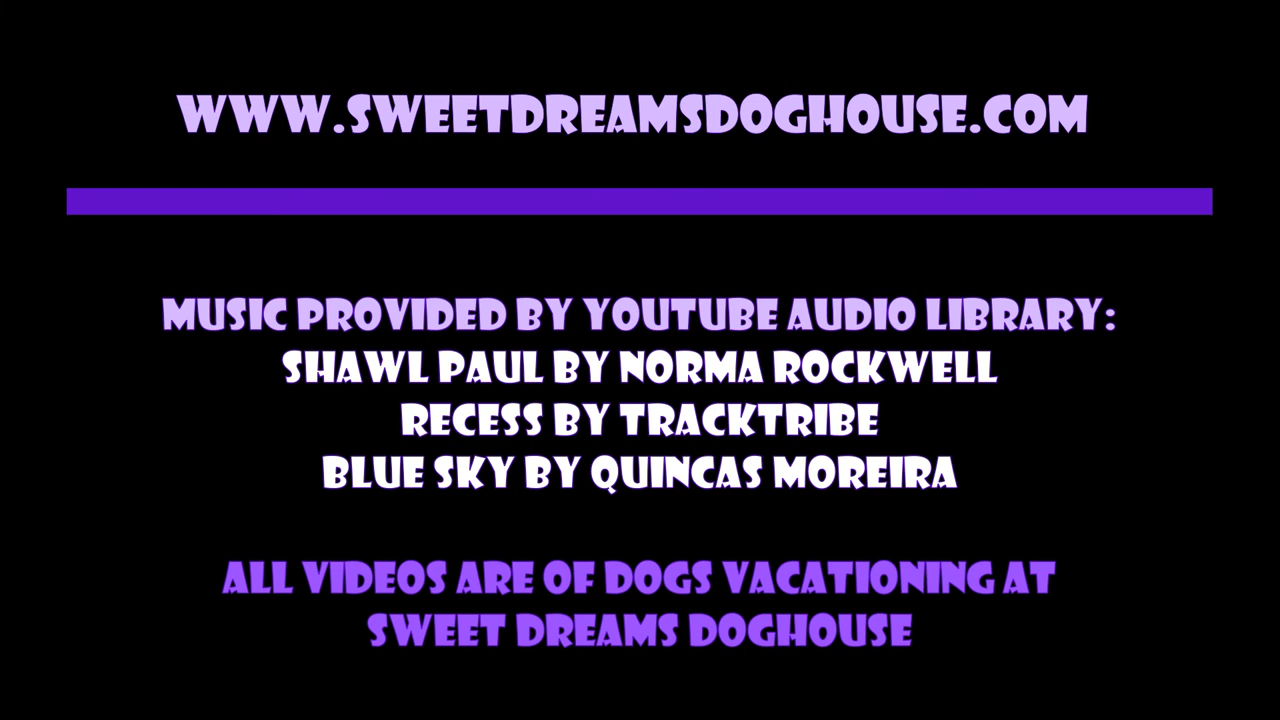 WWW.SWEETDREAMSDOGHOUSE.COM
MUSIC PROVIDED BY YOUTUBE AUDIO LIBRARY:
SHAWL PAUL BY NORMA ROCKWELL
RECESS BY TRACKTRIBE
BLUE SKY BY QUINCAS MOREIRA
ALL VIDEOS ARE OF DOGS VACATIONING AT
SWEET DREAMS DOGHOUSE